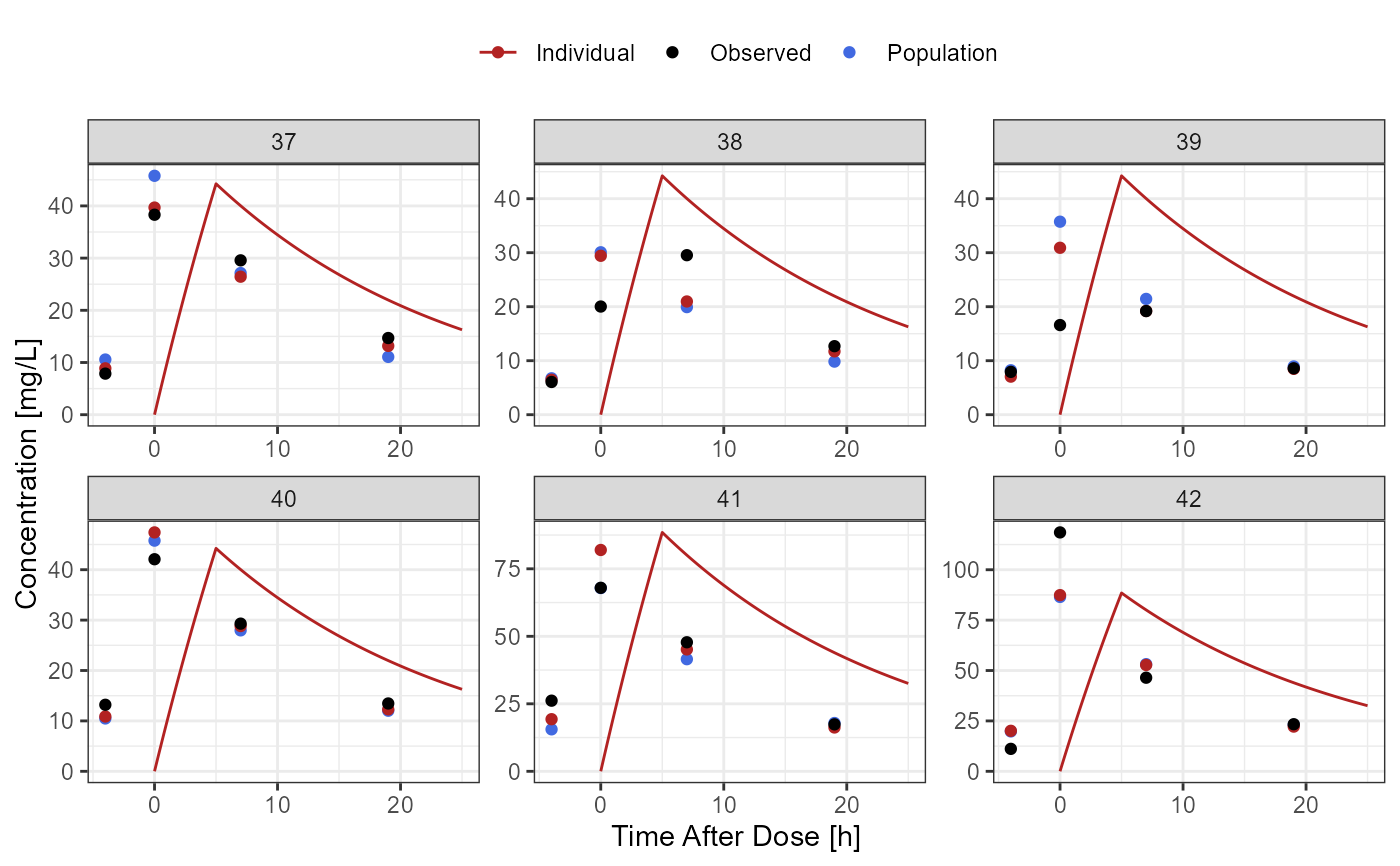 Individual Observed Population
37 38 39
40 40 40
30 30 30
20 20 20
10 10 10
0 0 0
0 10 20 0 10 20 0 10 20
40 41 42
40 75 100
30 50 75
20 25 50
10 0 25
0 0
0 10 20 0 10 20 0 10 20
Concentration [mg/L]
Time After Dose [h]